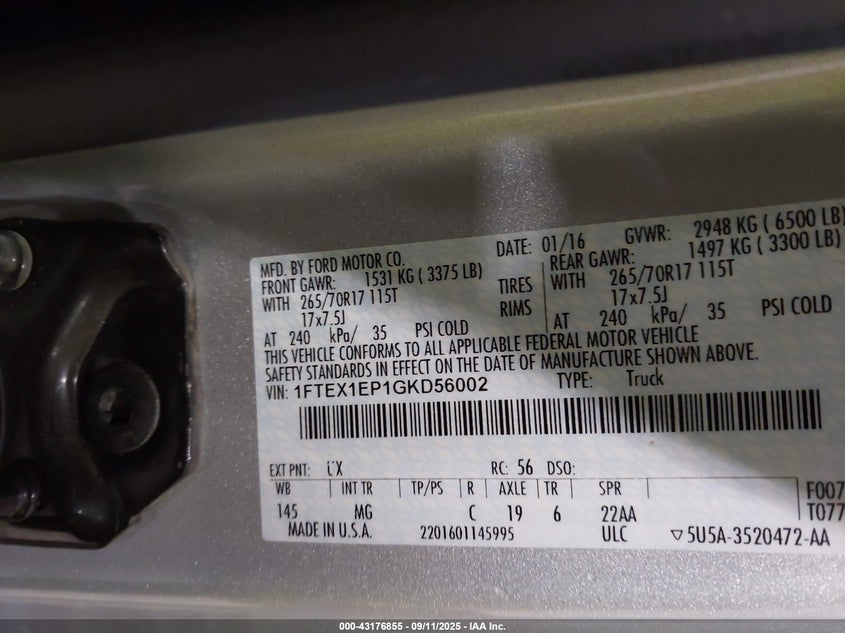 MFD. BY FORD MOTOR CO. DATE: 01/16 GVWR: 2948 KG ( 6500 LB)
FRONT GAWR: 1531 KG ( 3375 LB) REAR GAWR: 1497 KG ( 3300 LB)
WITH 265/70R17 115T TIRES WITH 265/70R17 115T
17x7.5J RIMS 17x7.5J
AT 240 kPa/ 35 PSI COLD AT 240 kPa/ 35 PSI COLD
THIS VEHICLE CONFORMS TO ALL APPLICABLE FEDERAL MOTOR VEHICLE
SAFETY STANDARDS IN EFFECT ON THE DATE OF MANUFACTURE SHOWN ABOVE.
VIN: 1FTEX1EP1GKD56002 TYPE: Truck
EXT PNT: UX RC: 56 DSO:
WB INT TR TP/PS R AXLE TR SPR F007
145 MG C 19 6 22AA T077
MADE IN U.S.A. 2201601145995 ULC ▽5U5A-3520472-AA
000-43176855 - 09/11/2025 - IAA Inc.